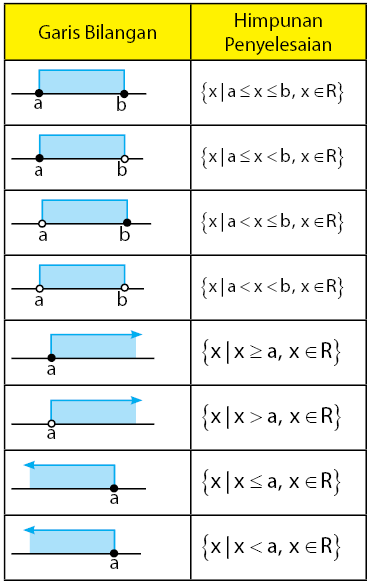 Garis Bilangan
Himpunan
Penyelesaian
a b
{x | a ≤ x ≤ b, x ∈ R}
a b
{x | a ≤ x < b, x ∈ R}
a b
{x | a < x ≤ b, x ∈ R}
a b
{x | a < x < b, x ∈ R}
a
{x | x ≥ a, x ∈ R}
a
{x | x > a, x ∈ R}
a
{x | x ≤ a, x ∈ R}
a
{x | x < a, x ∈ R}